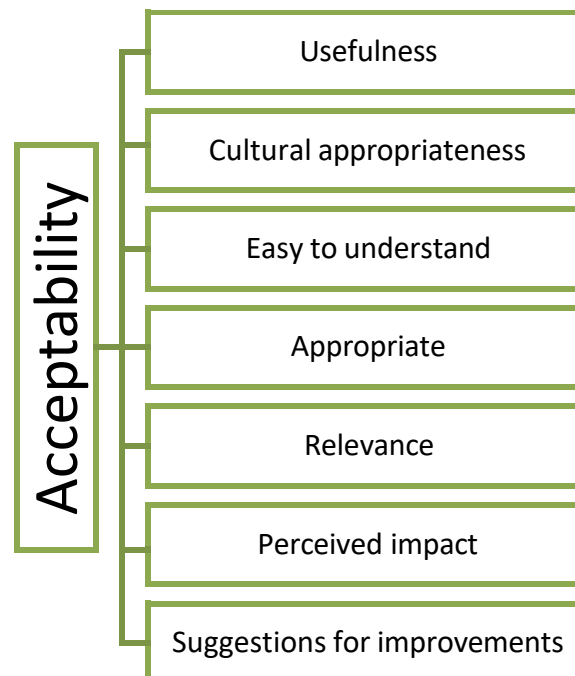 Acceptability
Usefulness
Cultural appropriateness
Easy to understand
Appropriate
Relevance
Perceived impact
Suggestions for improvements